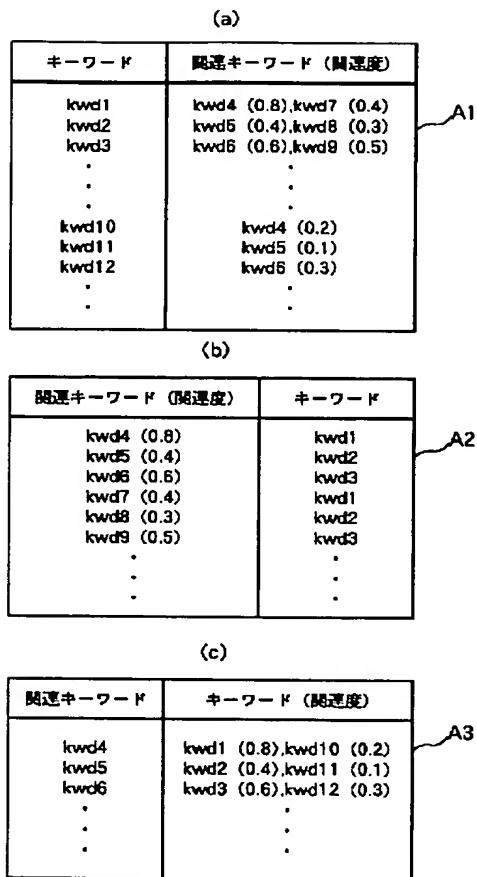 (a)
キーワード 関連キーワード (関連度)
kwd1 kwd4 (0.8),kwd7 (0.4)
kwd2 kwd5 (0.4),kwd8 (0.3)
kwd3 kwd6 (0.6),kwd9 (0.5)
A1
kwd10 kwd4 (0.2)
kwd11 kwd5 (0.1)
kwd12 kwd6 (0.3)
(b)
関連キーワード (関連度) キーワード
kwd4 (0.8) kwd1
kwd5 (0.4) kwd2
kwd6 (0.6) kwd3
kwd7 (0.4) kwd1
kwd8 (0.3) kwd2
kwd9 (0.5) kwd3
A2
(c)
関連キーワード キーワード (関連度)
kwd4 kwd1 (0.8),kwd10 (0.2)
kwd5 kwd2 (0.4),kwd11 (0.1)
kwd6 kwd3 (0.6),kwd12 (0.3)
A3